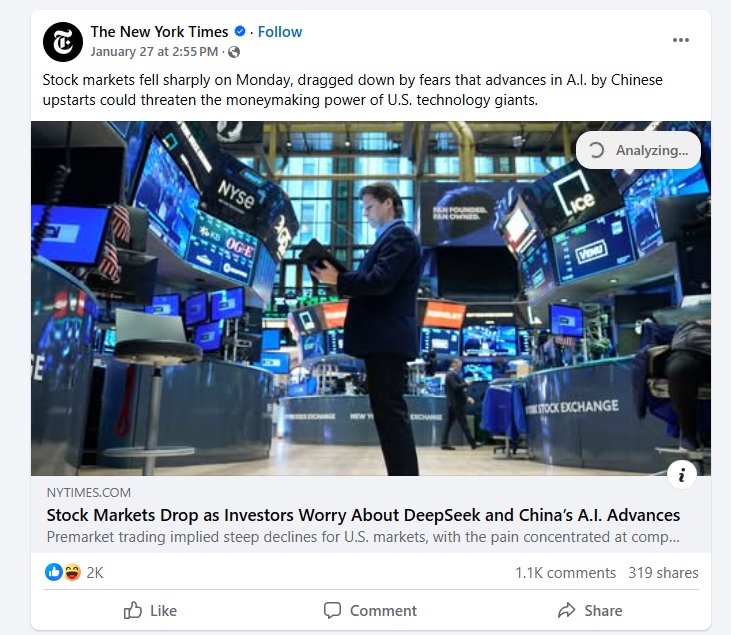 The New York Times · Follow
January 27 at 2:55 PM ·
Stock markets fell sharply on Monday, dragged down by fears that advances in A.I. by Chinese
upstarts could threaten the moneymaking power of U.S. technology giants.
Analyzing...
NYSE
ice
FAN FOUNDED.
FAN OWNED.
OG&E
VENU
STOCK EXCHANGE
NEW Y
EXCHANGE
STOCK EXCHANGE
NYTIMES.COM
Stock Markets Drop as Investors Worry About DeepSeek and China's A.I. Advances
Premarket trading implied steep declines for U.S. markets, with the pain concentrated at comp...
2K
1.1K comments 319 shares
Like Comment Share